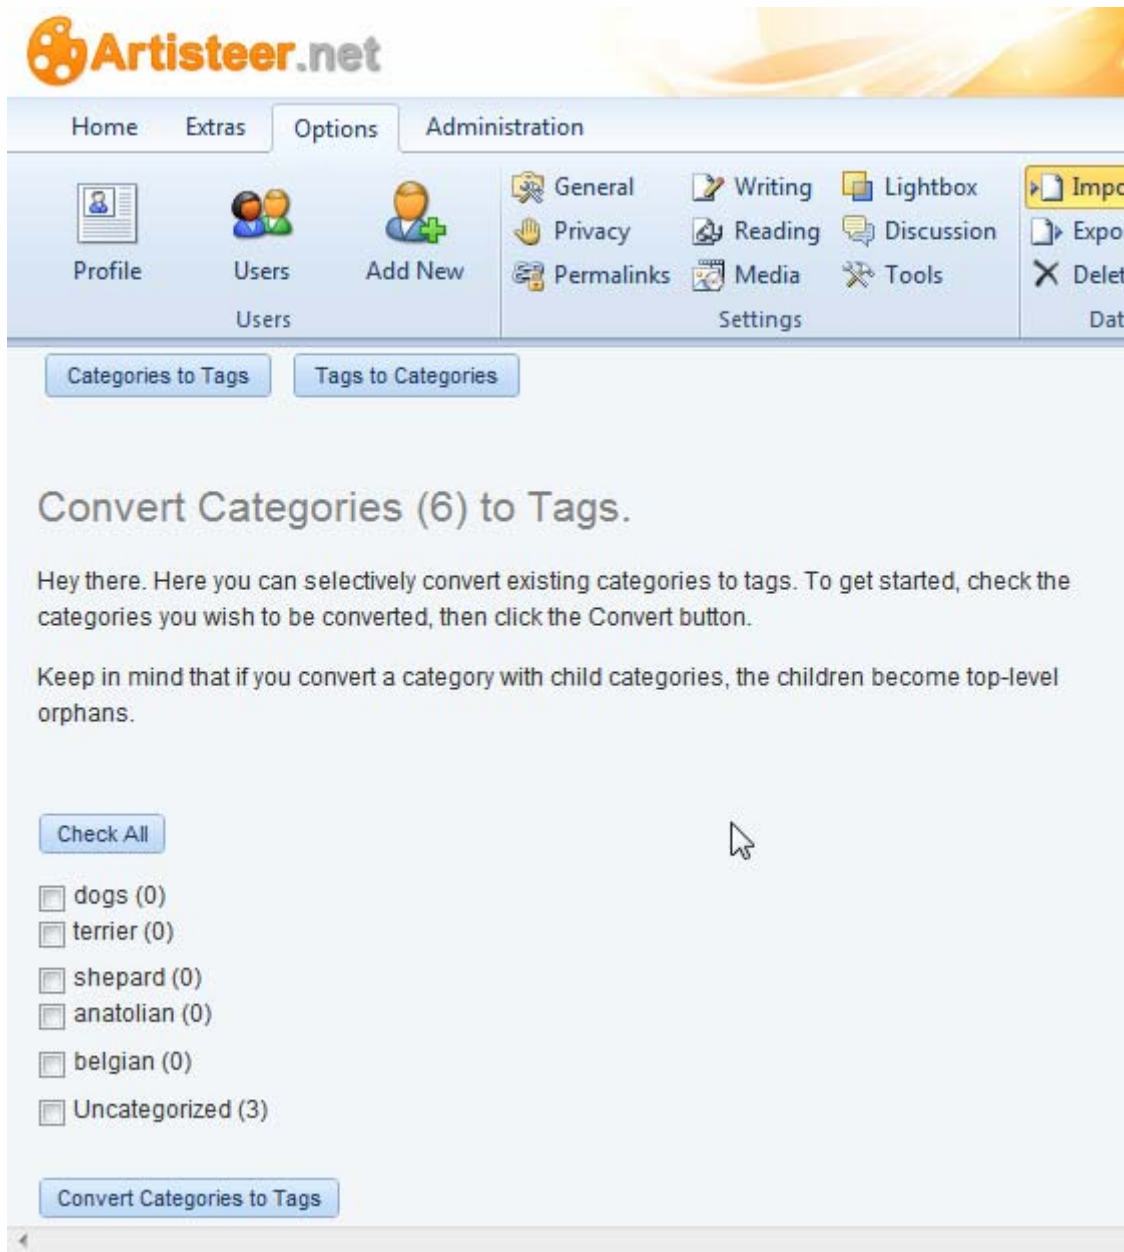 Artisteer.net
Home Extras Options Administration
General Writing Lightbox
Privacy Reading Discussion
Profile Users Add New Permalinks Media Tools
Users Settings
Categories to Tags Tags to Categories
Convert Categories (6) to Tags.
Hey there. Here you can selectively convert existing categories to tags. To get started, check the
categories you wish to be converted, then click the Convert button.
Keep in mind that if you convert a category with child categories, the children become top-level
orphans.
Check All
dogs (0)
terrier (0)
shepard (0)
anatolian (0)
belgian (0)
Uncategorized (3)
Convert Categories to Tags